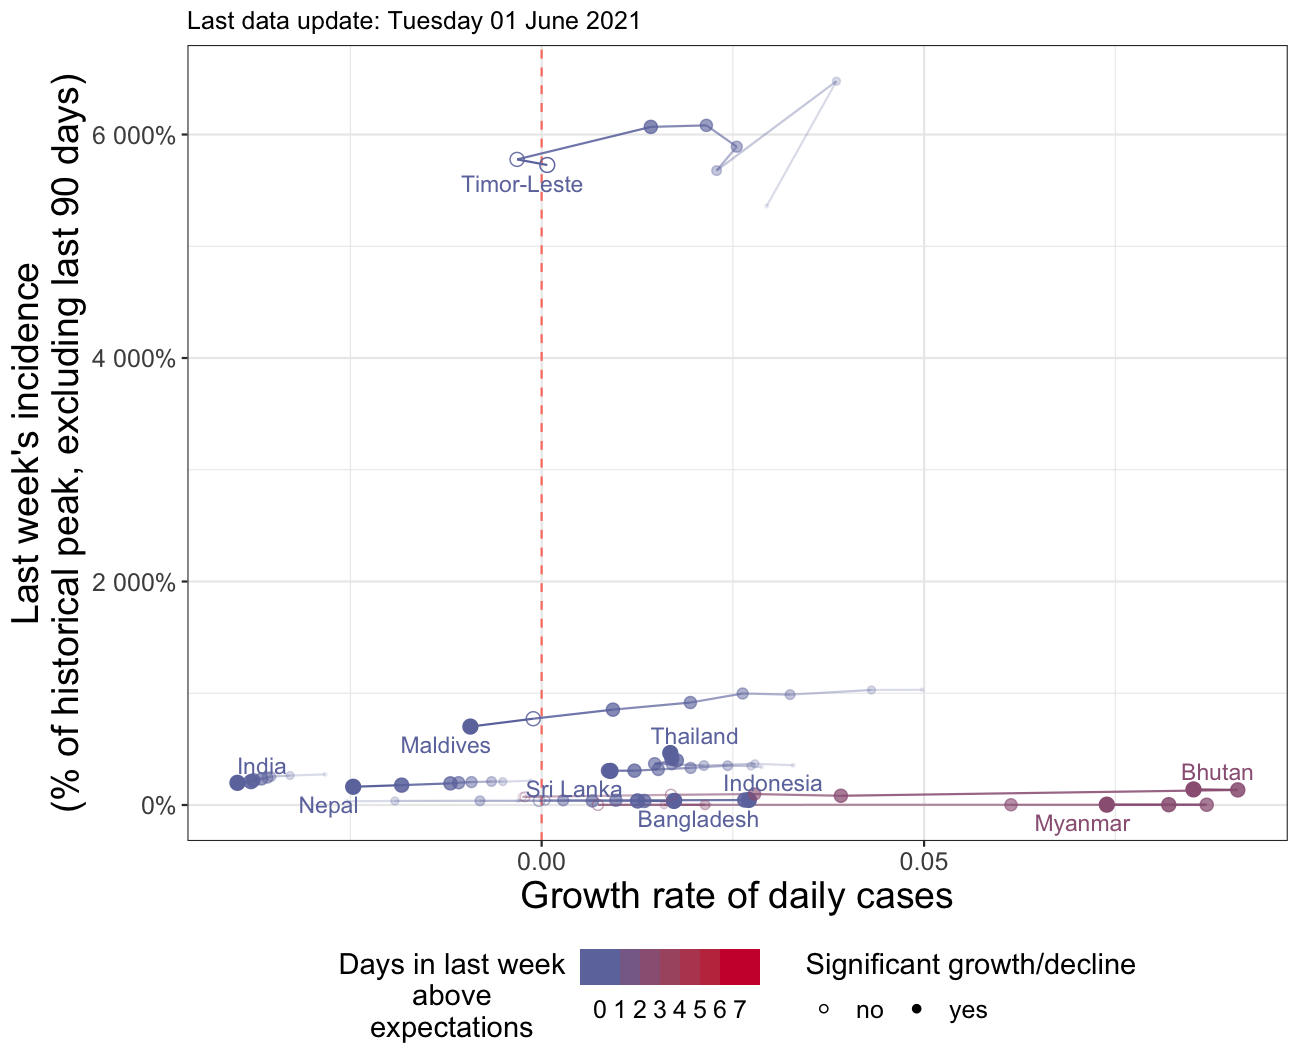 Last data update: Tuesday 01 June 2021
Last week's incidence
(% of historical peak, excluding last 90 days)
6 000%
4 000%
2 000%
0%
Timor-Leste
Maldives
Thailand
India
Sri Lanka
Indonesia
Bhutan
Nepal
Bangladesh
Myanmar
0.00
0.05
Growth rate of daily cases
Days in last week
above
expectations
0 1 2 3 4 5 6 7
Significant growth/decline
no
yes